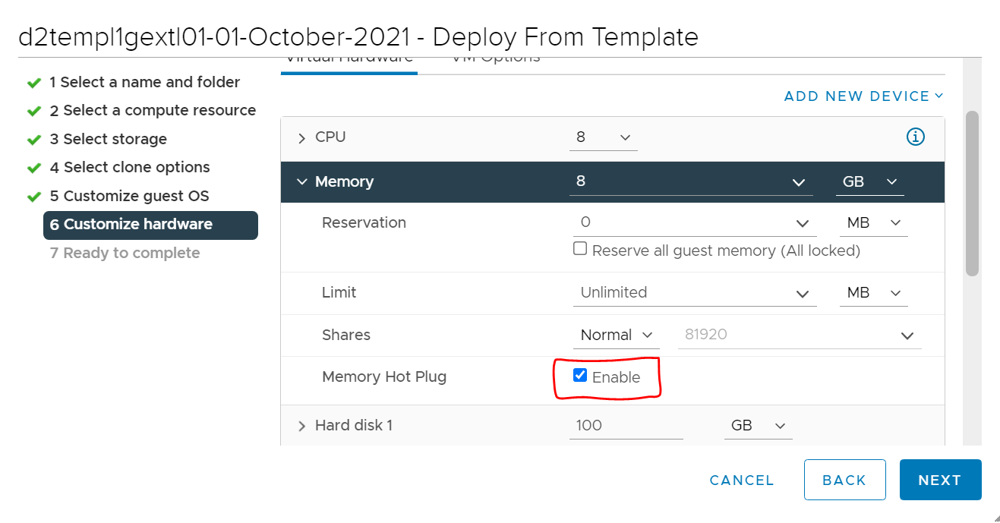 d2templ1gextl01-01-October-2021 - Deploy From Template
Virtual Hardware VM Options
1 Select a name and folder
2 Select a compute resource
3 Select storage
4 Select clone options
5 Customize guest OS
6 Customize hardware
7 Ready to complete
ADD NEW DEVICE
CPU 8
Memory 8 GB
Reservation 0 MB
Reserve all guest memory (All locked)
Limit Unlimited MB
Shares Normal 81920
Memory Hot Plug Enable
Hard disk 1 100 GB
CANCEL BACK NEXT